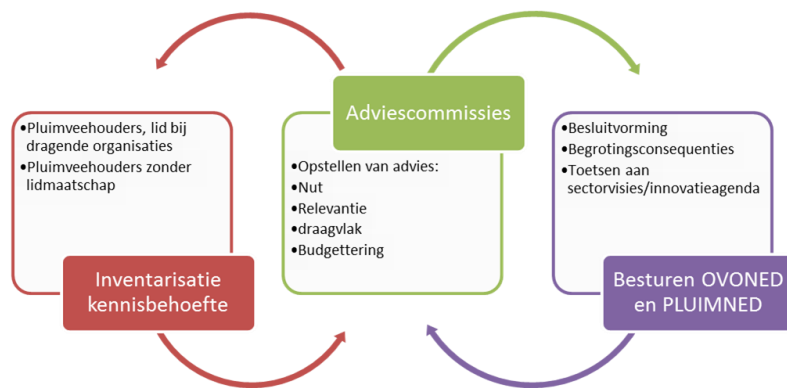 •Pluimveehouders, lid bij
dragende organisaties
•Pluimveehouders zonder
lidmaatschap
Inventarisatie
kennisbehoefte
Adviescommissies
•Opstellen van advies:
•Nut
•Relevantie
•draagvlak
•Budgettering
•Besluitvorming
•Begrotingsconsequenties
•Toetsen aan
sectorvisies/innovatieagenda
Besturen OVONED
en PLUIMNED